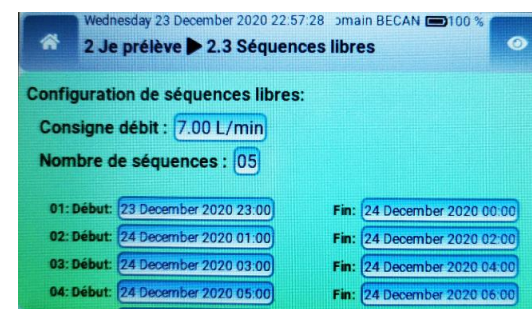 Wednesday 23 December 2020 22:57:28 omain BECAN 100 %
2 Je prélève ▶ 2.3 Séquences libres
Configuration de séquences libres:
Consigne débit : 7.00 L/min
Nombre de séquences : 05
01: Début: 23 December 2020 23:00 Fin: 24 December 2020 00:00
02: Début: 24 December 2020 01:00 Fin: 24 December 2020 02:00
03: Début: 24 December 2020 03:00 Fin: 24 December 2020 04:00
04: Début: 24 December 2020 05:00 Fin: 24 December 2020 06:00